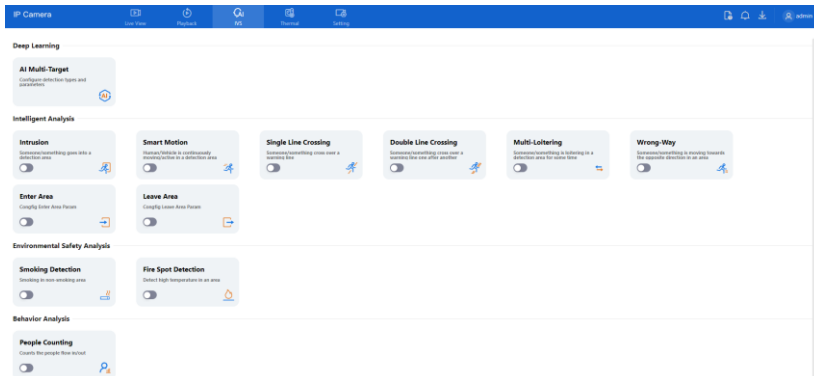 IP Camera
Live View
Playback
IVS
Thermal
Setting
admin
Deep Learning
AI Multi-Target
Configure detection types and
parameters
AI
Intelligent Analysis
Intrusion
Someone/something goes into a
detection area
Smart Motion
Human/Vehicle is continuously
moving/action in a detection area
Single Line Crossing
Someone/something cross over a
warning line
Double Line Crossing
Someone/something cross over a
warning line one after another
Multi-Loitering
Someone/something is loitering in a
detection area for some time
Wrong-Way
Someone/something is moving towards
the opposite direction in an area
Enter Area
Config Enter Area Param
Leave Area
Config Leave Area Param
Environmental Safety Analysis
Smoking Detection
Smoking in non-smoking area
Fire Spot Detection
Detect high temperature in an area
Behavior Analysis
People Counting
Counts the people flow in/out